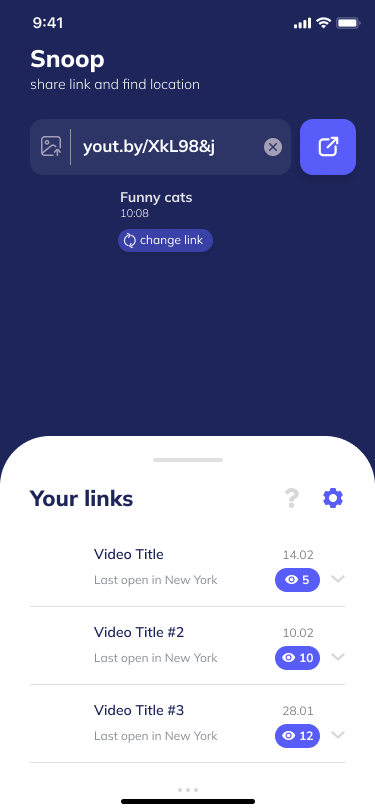 9:41
Snoop
share link and find location
yout.by/XkL98&j
Funny cats
10:08
change link
Your links
?
Video Title
14.02
Last open in New York
5
Video Title #2
10.02
Last open in New York
10
Video Title #3
28.01
Last open in New York
12